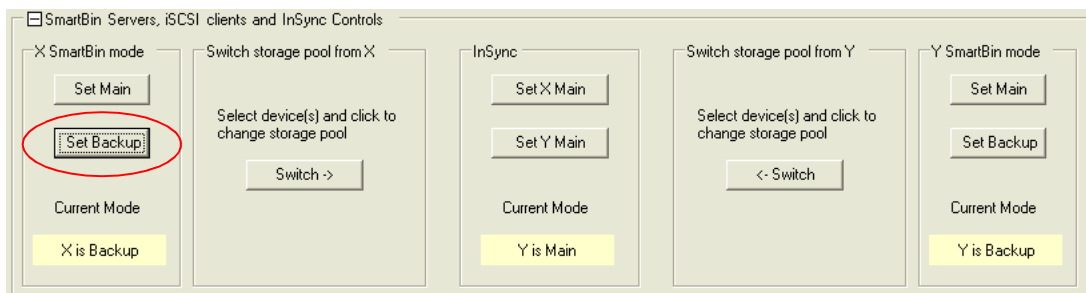 SmartBin Servers, iSCSI clients and InSync Controls
X SmartBin mode
Set Main
Set Backup
Current Mode
X is Backup
Switch storage pool from X
Select device(s) and click to
change storage pool
Switch ->
InSync
Set X Main
Set Y Main
Current Mode
Y is Main
Switch storage pool from Y
Select device(s) and click to
change storage pool
<- Switch
Y SmartBin mode
Set Main
Set Backup
Current Mode
Y is Backup